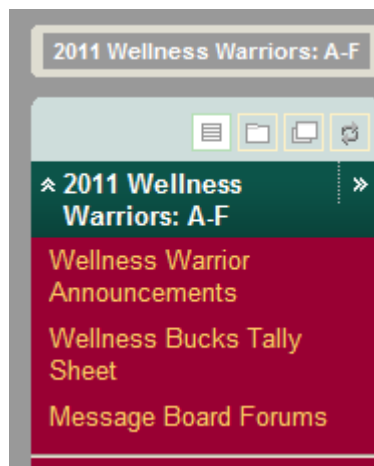 2011 Wellness Warriors: A-F
2011 Wellness
Warriors: A-F
Wellness Warrior
Announcements
Wellness Bucks Tally
Sheet
Message Board Forums